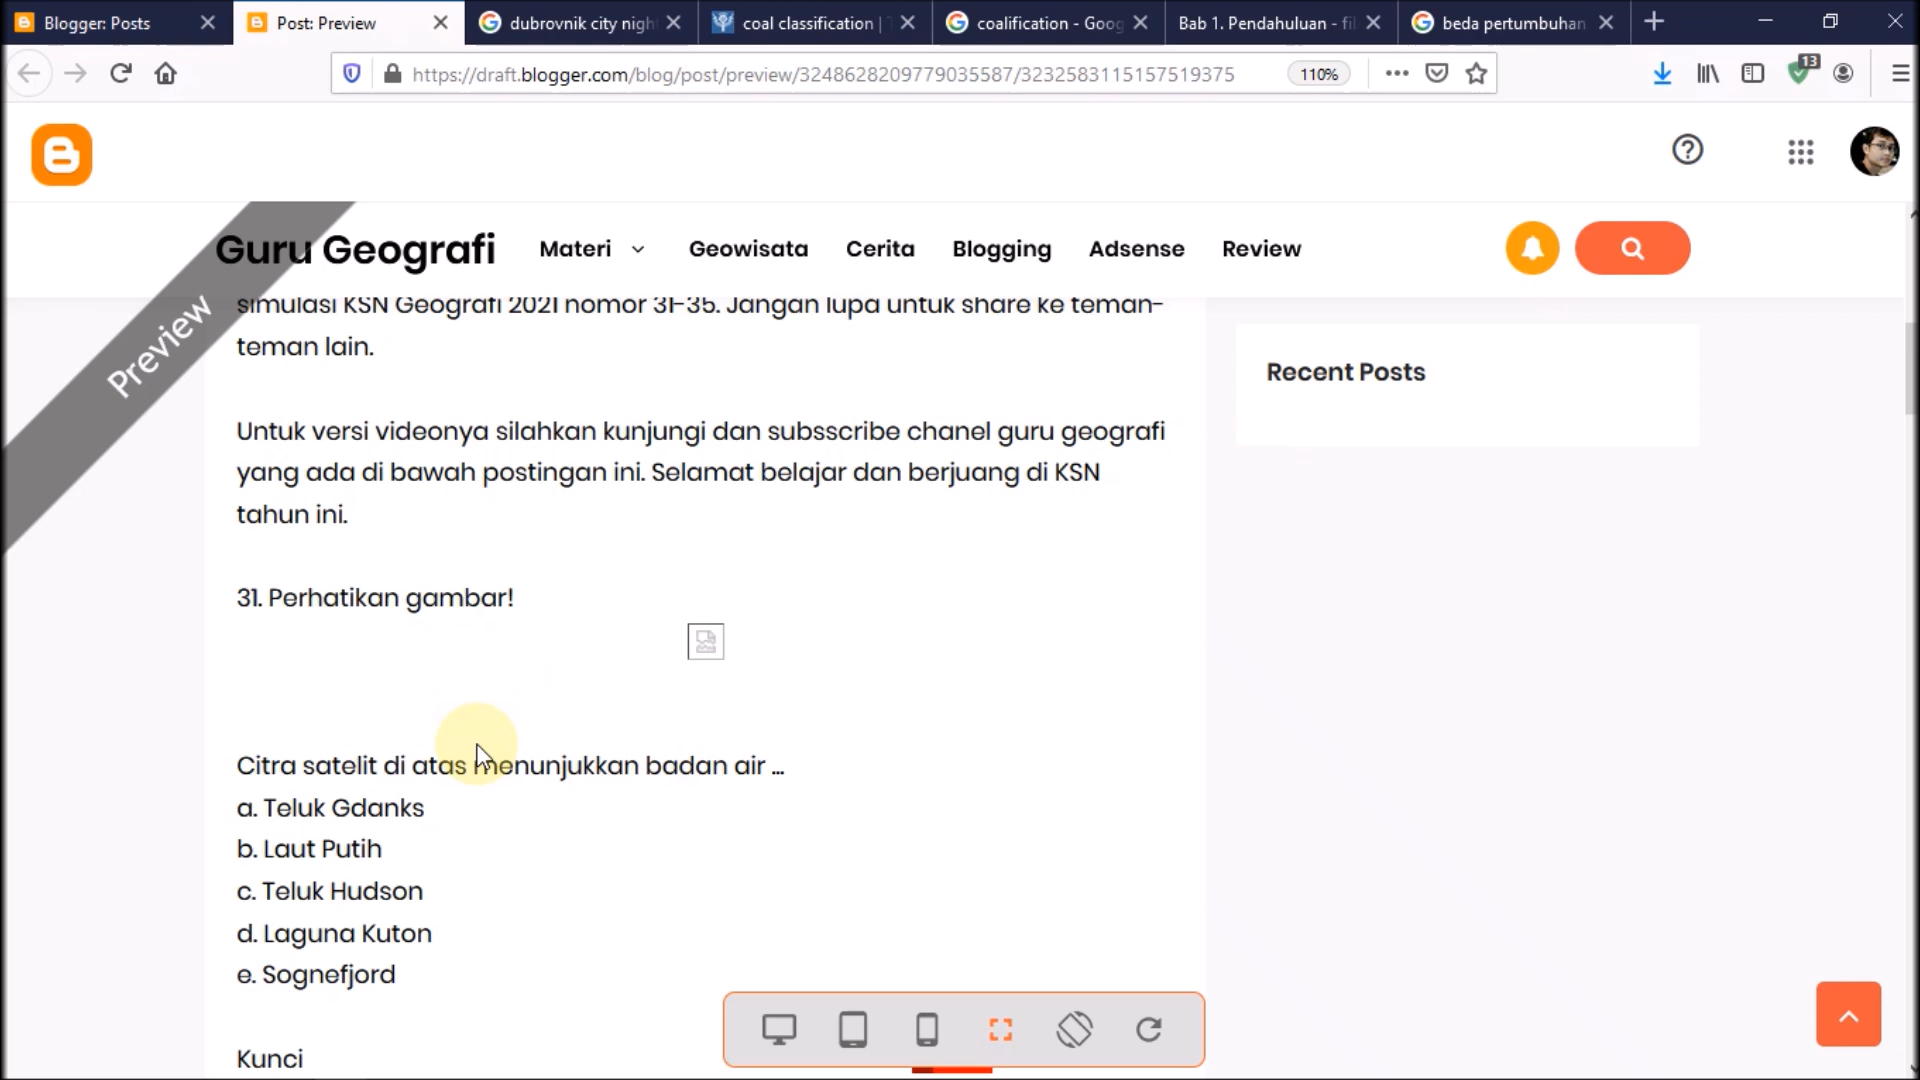 Blogger: Posts
Post: Preview
dubrovnik city nigh
coal classification |
coalification - Goog
Bab 1. Pendahuluan - fi
beda pertumbuhan
https://draft.blogger.com/blog/post/preview/3248628209779035587/3232583115157519375
110%
13
Preview
Guru Geografi
Materi
Geowisata
Cerita
Blogging
Adsense
Review
simulasi KSN Geografi 2021 nomor 31-35. Jangan lupa untuk share ke teman-
teman lain.
Recent Posts
Untuk versi videonya silahkan kunjungi dan subsscribe chanel guru geografi
yang ada di bawah postingan ini. Selamat belajar dan berjuang di KSN
tahun ini.
31. Perhatikan gambar!
Citra satelit di atas menunjukkan badan air ...
a. Teluk Gdanks
b. Laut Putih
c. Teluk Hudson
d. Laguna Kuton
e. Sognefjord
Kunci